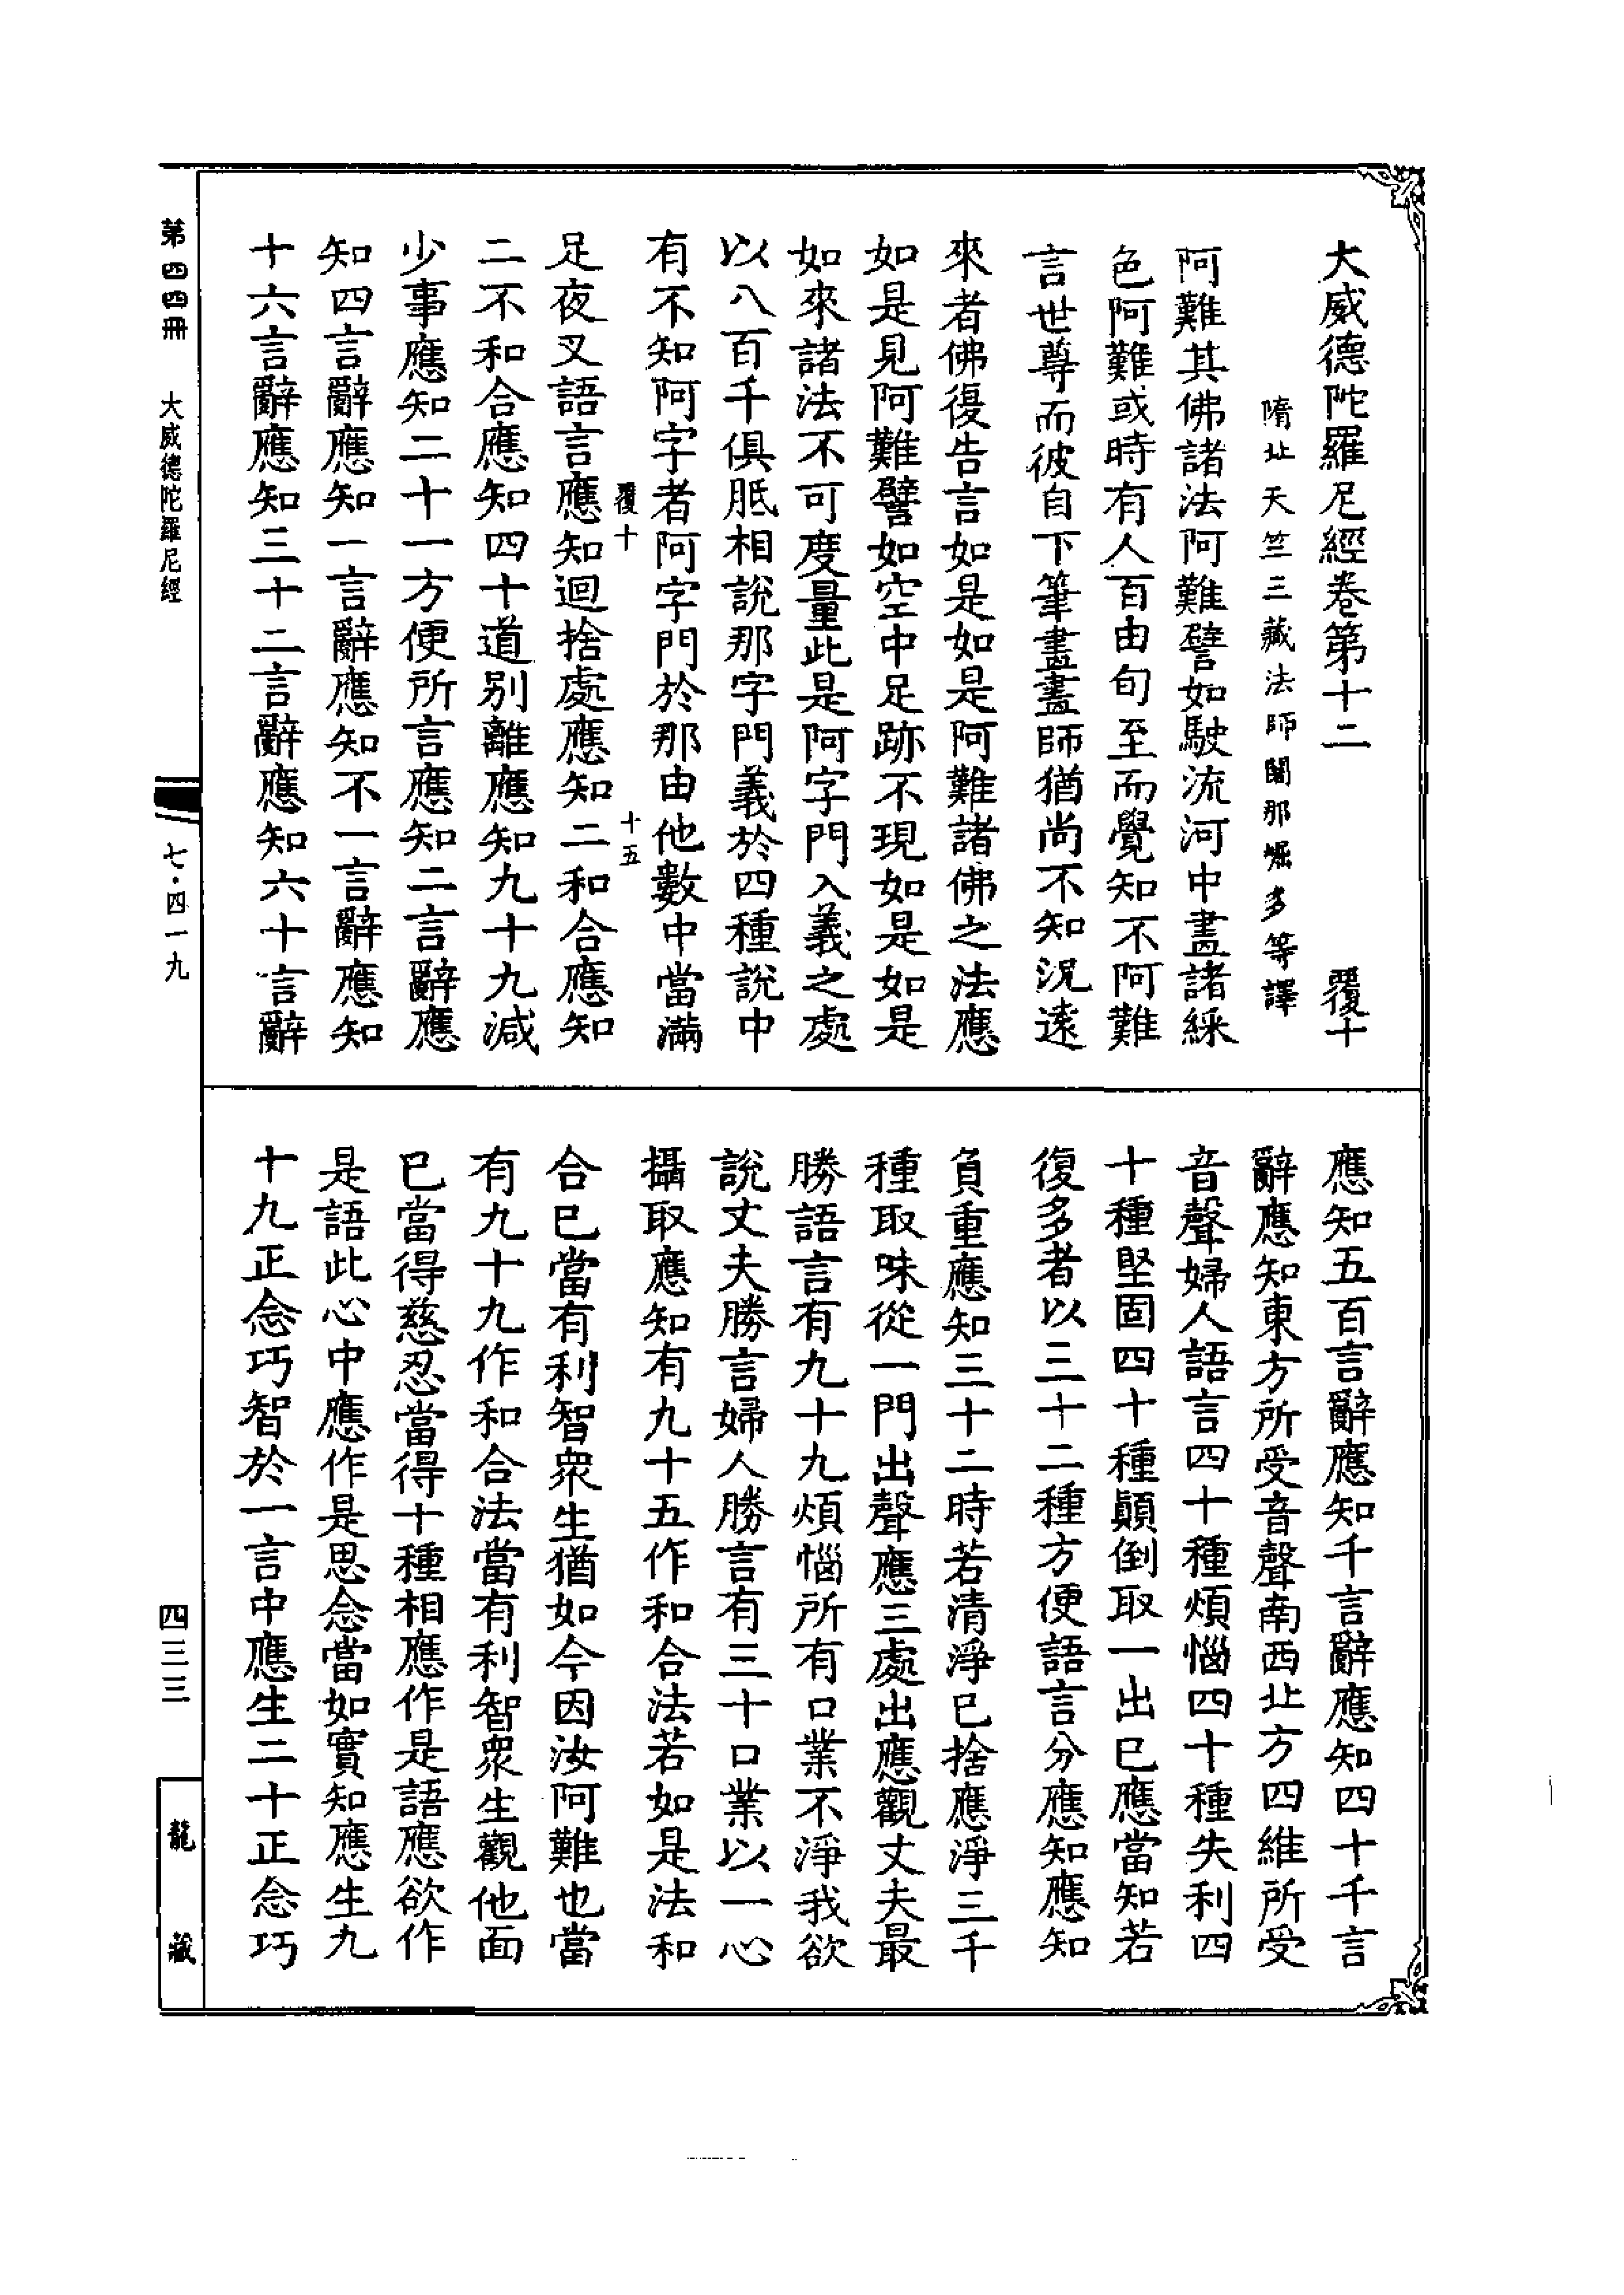 大威德陀羅尼經卷第十二　覆十
隋北天竺三藏法師闍那崛多等譯
阿難其佛諸法阿難譬如駛流河中畫諸綵
色阿難或時有人百由旬至而覺知不阿難
言世尊而彼自下筆畫畫師猶尚不知況遠
來者佛復告言如是如是阿難諸佛之法應
如是見阿難譬如空中足跡不現如是如是
如來諸法不可度量此是阿字門入義之處
以八百千俱胝相說那字門義於四種說中
有不知阿字者阿字門於那由他數中當滿
覆十　十五
足夜叉語言應知迴捨處應知二和合應知
二不和合應知四十道別離應知九十九減
少事應知二十一方便所言應知二言辭應
知四言辭應知一言辭應知不一言辭應知
十六言辭應知三十二言辭應知六十言辭
應知五百言辭應知千言辭應知四十千言
辭應知東方所受音聲南西北方四維所受
音聲婦人語言四十種煩惱四十種失利四
十種堅固四十種顛倒取一出已應當知若
復多者以三十二種方便語言分應知應知
負重應知三十二時若清淨已捨應淨三千
種取味從一門出聲應三處出應觀丈夫最
勝語言有九十九煩惱所有口業不淨我欲
說丈夫勝言婦人勝言有三十口業以一心
攝取應知有九十五作和合法若如是法和
合已當有利智眾生猶如今因汝阿難也當
有九十九作和合法當有利智眾生觀他面
已當得慈忍當得十種相應作是語應欲作
是語此心中應作是思念當如實知應生九
十九正念巧智於一言中應生二十正念巧
第四四冊　大威德陀羅尼經　七·四一九　四三三　龍藏